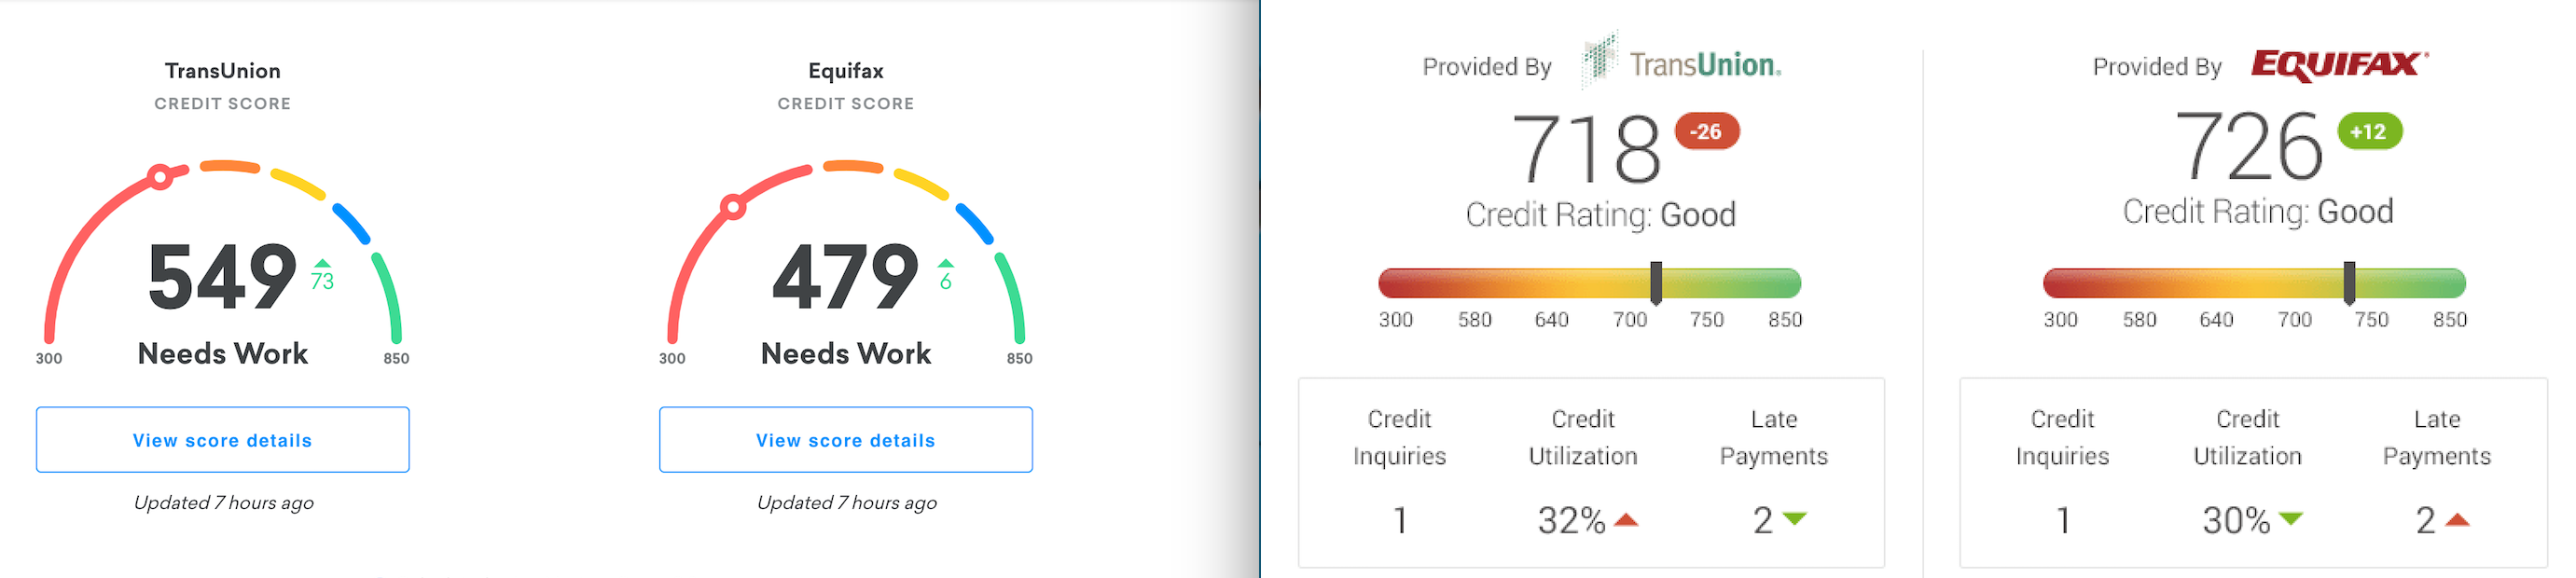 TransUnion
CREDIT SCORE
549 73
Needs Work
300 850
View score details
Updated 7 hours ago
Equifax
CREDIT SCORE
479 6
Needs Work
300 850
View score details
Updated 7 hours ago
Provided By TransUnion.
718 -26
Credit Rating: Good
300 580 640 700 750 850
Credit Credit Late
Inquiries Utilization Payments
1 32% 2
Provided By EQUIFAX
726 +12
Credit Rating: Good
300 580 640 700 750 850
Credit Credit Late
Inquiries Utilization Payments
1 30% 2